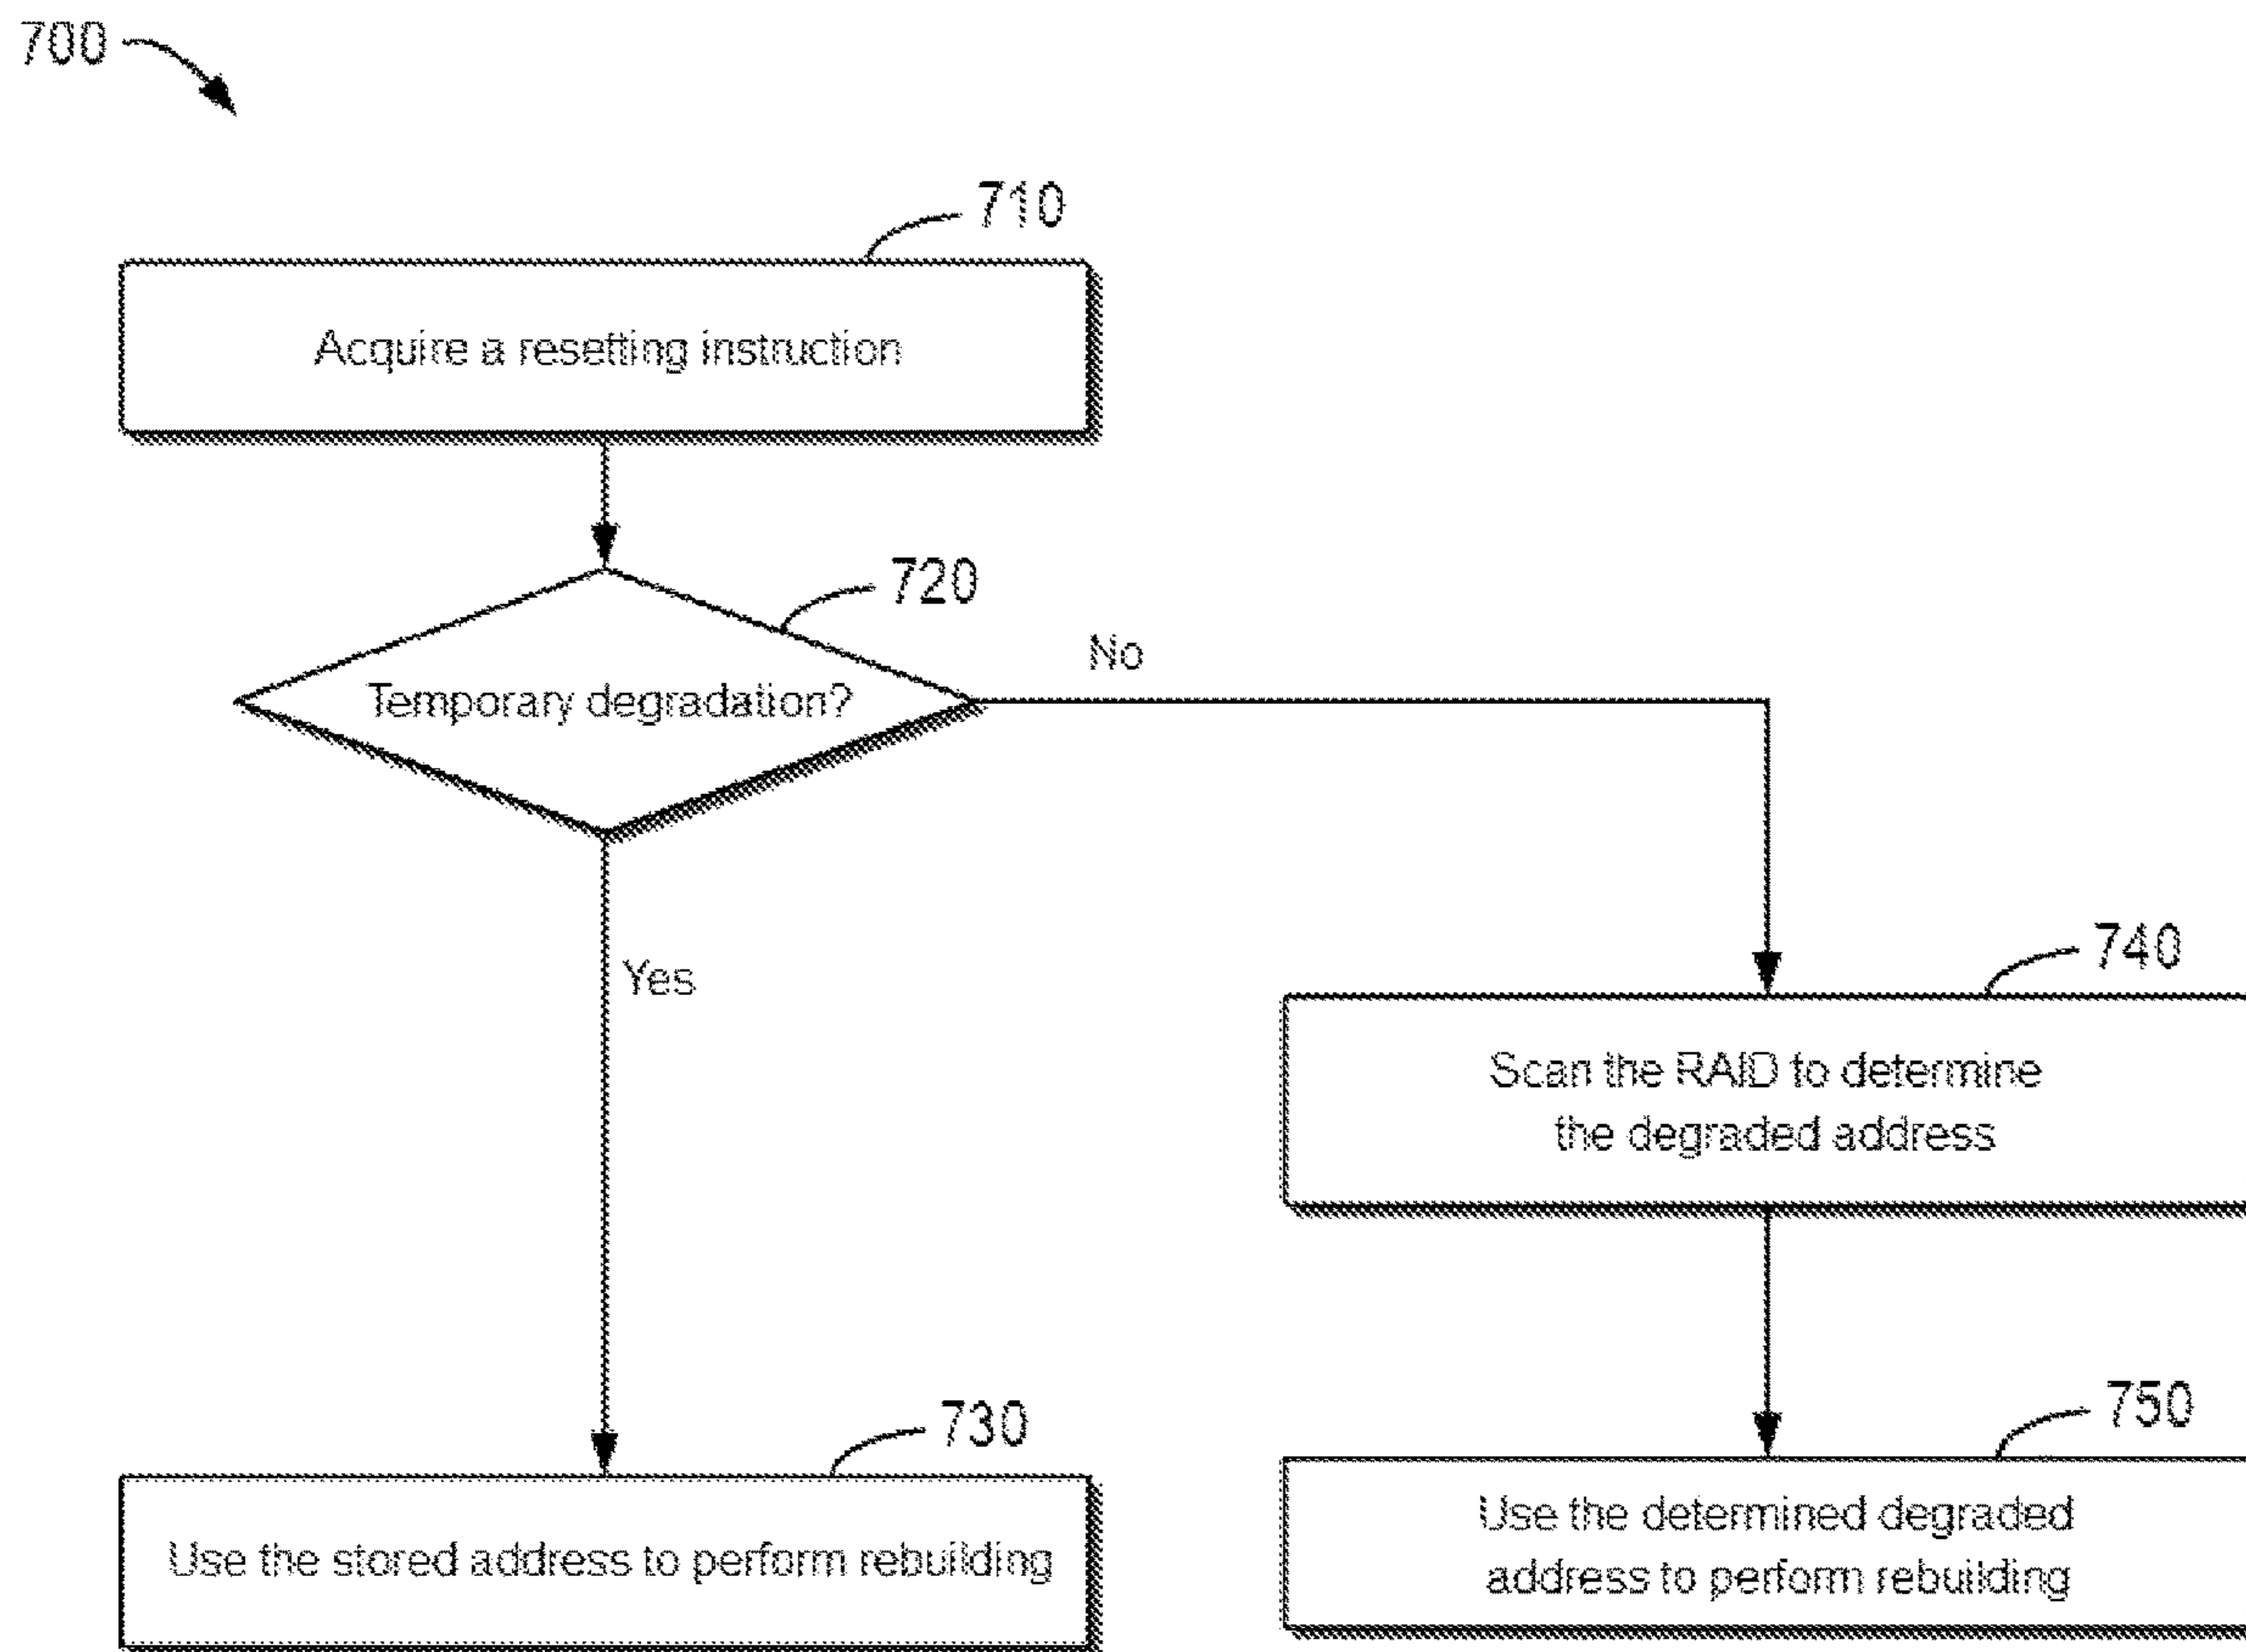 700
710
Acquire a resetting instruction
720
Temporary degradation?
No
Yes
740
Scan the RAID to determine
the degraded address
730
Use the stored address to perform rebuilding
750
Use the determined degraded
address to perform rebuilding